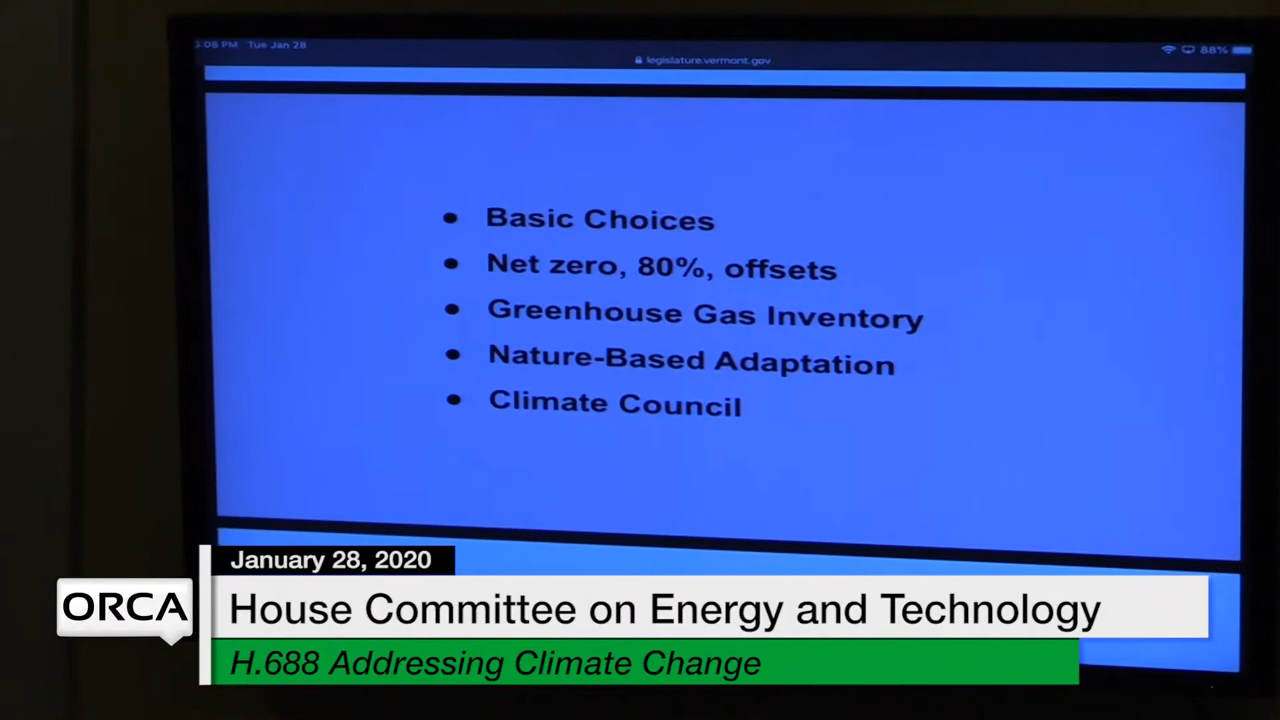 3:08 PM Tue Jan 28
88%
legislature.vermont.gov
• Basic Choices
• Net zero, 80%, offsets
• Greenhouse Gas Inventory
• Nature-Based Adaptation
• Climate Council
January 28, 2020
ORCA
House Committee on Energy and Technology
H.688 Addressing Climate Change